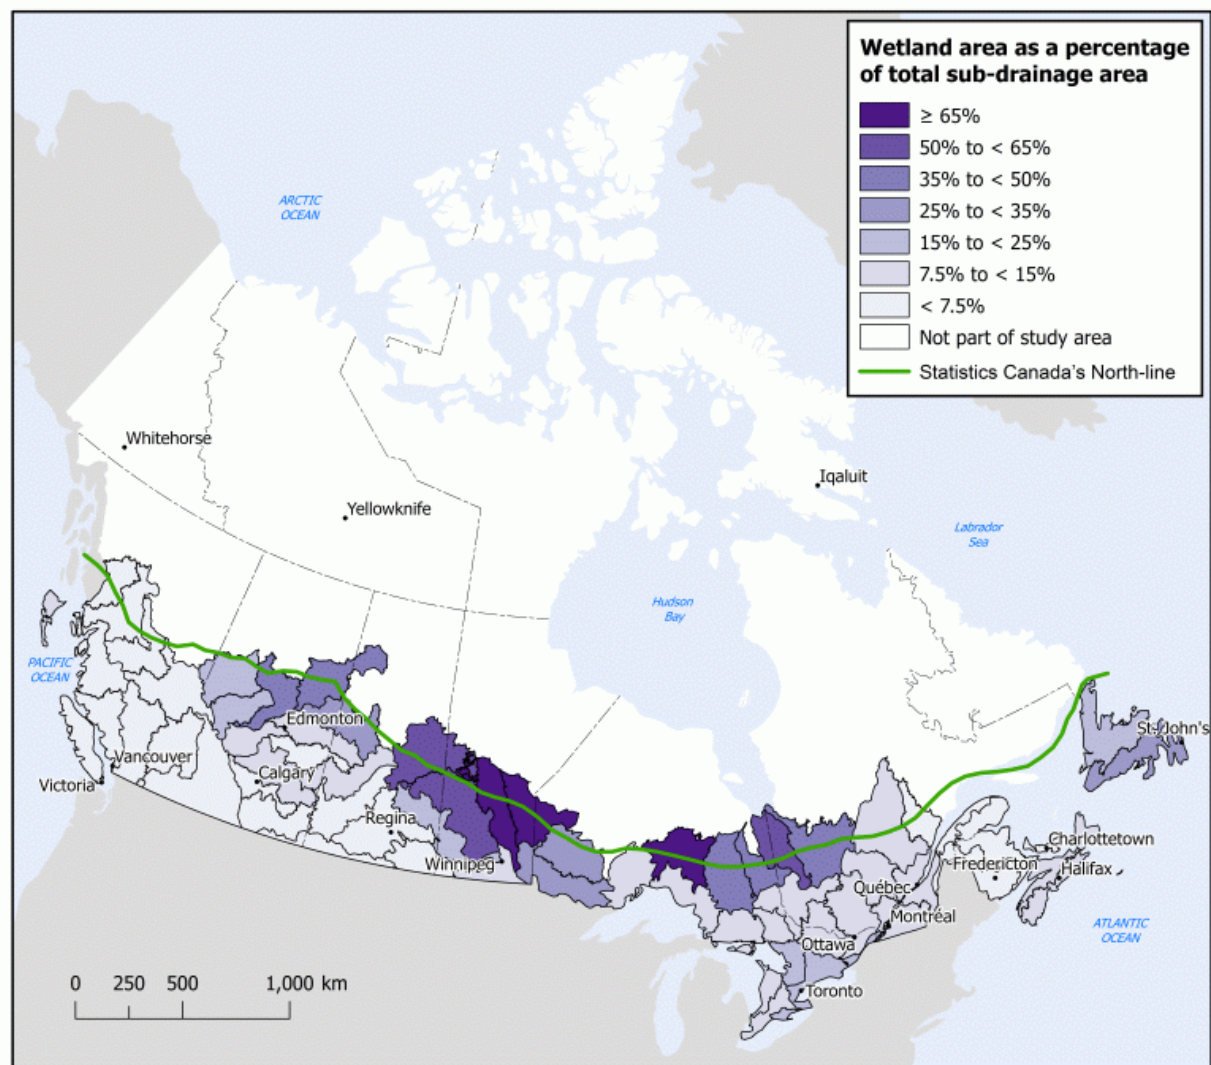 Wetland area as a percentage
of total sub-drainage area
≥ 65%
50% to < 65%
35% to < 50%
25% to < 35%
15% to < 25%
7.5% to < 15%
< 7.5%
Not part of study area
Statistics Canada's North-line
ARCTIC
OCEAN
Whitehorse
Iqaluit
Yellowknife
Labrador
Sea
Hudson
Bay
PACIFIC
OCEAN
Edmonton
St. John's
Vancouver
Calgary
Victoria
Regina
Charlottetown
Winnipeg
Fredericton
Halifax
Québec
Montréal
ATLANTIC
OCEAN
Ottawa
0 250 500 1,000 km
Toronto